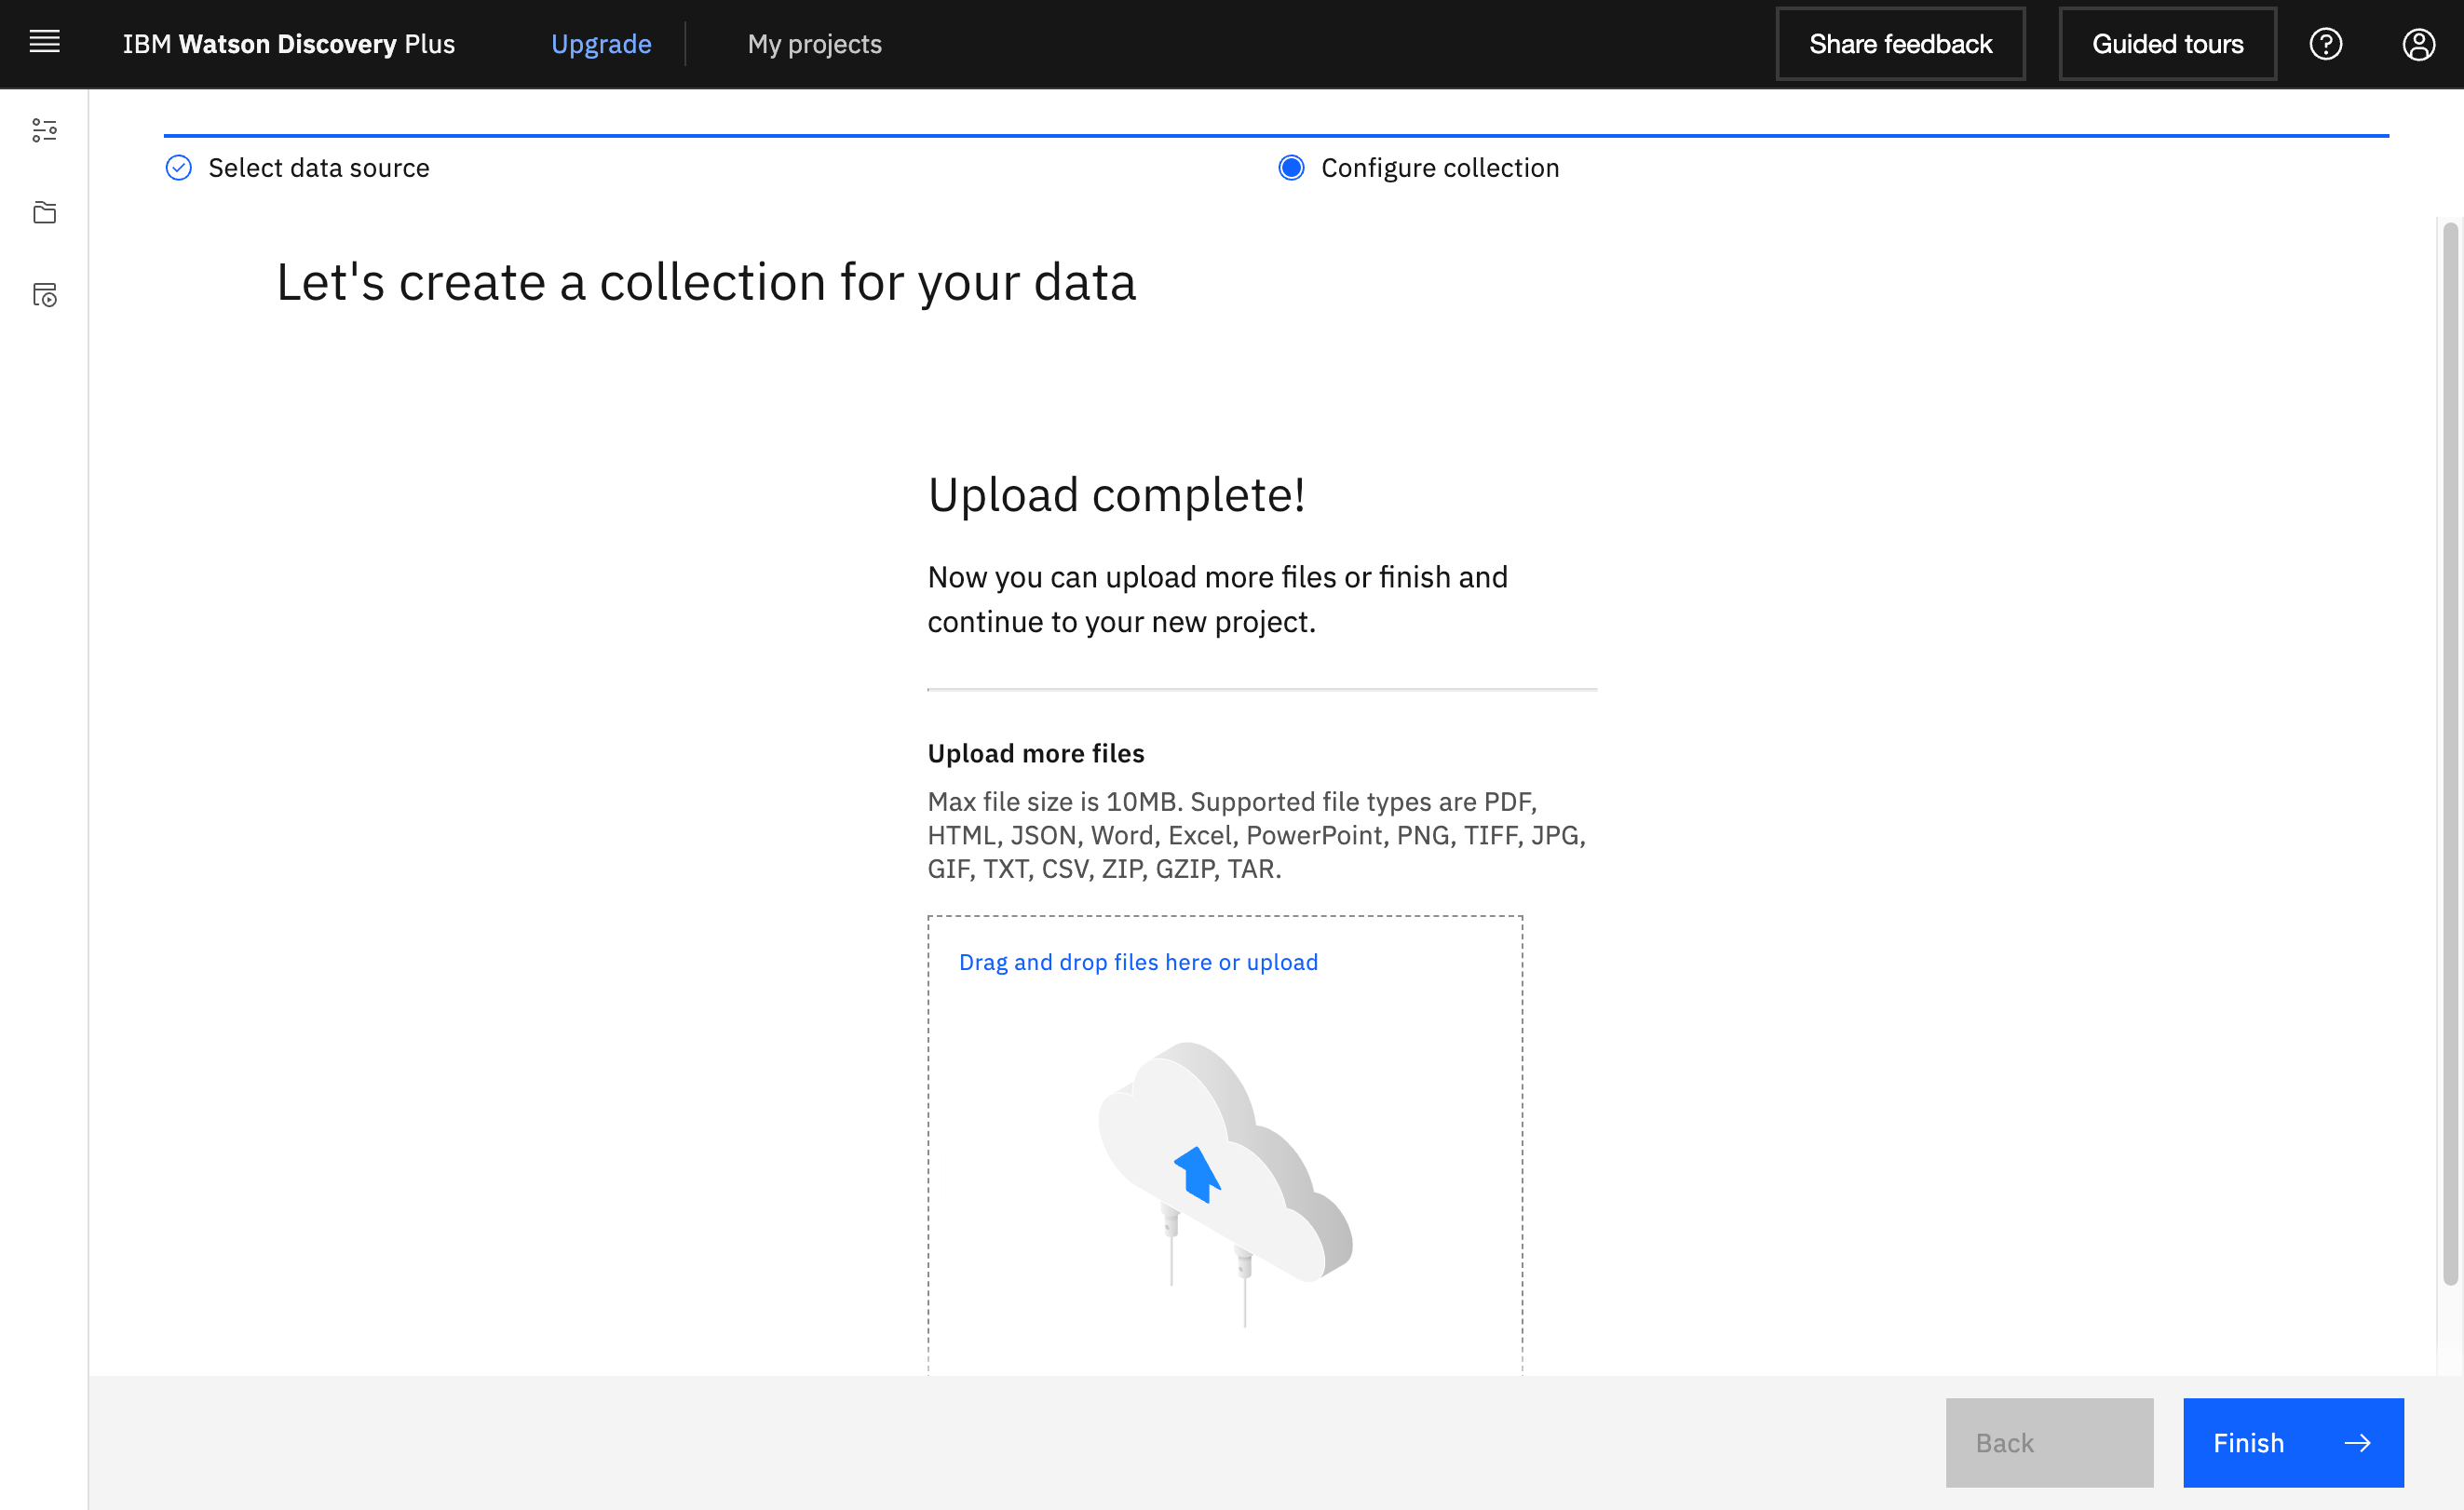 IBM Watson Discovery Plus
Upgrade
My projects
Share feedback
Guided tours
Select data source
Configure collection
Let's create a collection for your data
Upload complete!
Now you can upload more files or finish and
continue to your new project.
Upload more files
Max file size is 10MB. Supported file types are PDF,
HTML, JSON, Word, Excel, PowerPoint, PNG, TIFF, JPG,
GIF, TXT, CSV, ZIP, GZIP, TAR.
Drag and drop files here or upload
Back
Finish